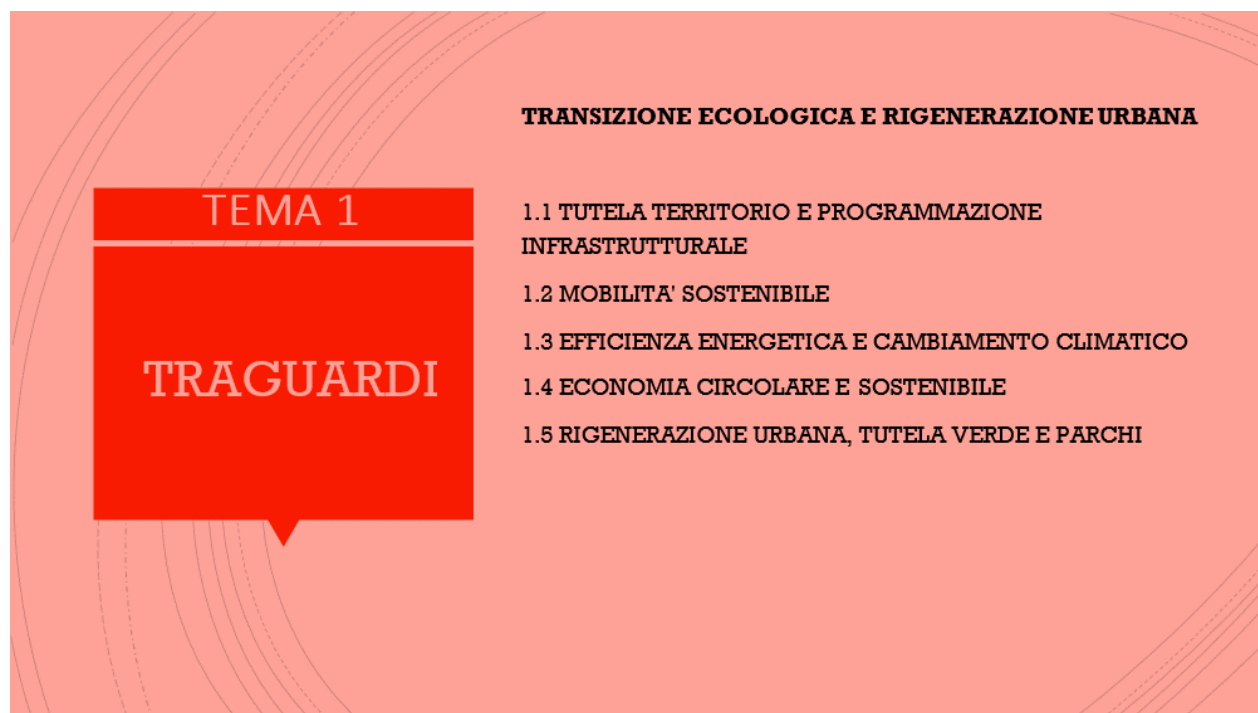 TEMA 1
TRAGUARDI
TRANSIZIONE ECOLOGICA E RIGENERAZIONE URBANA
1.1 TUTELA TERRITORIO E PROGRAMMAZIONE
INFRASTRUTTURALE
1.2 MOBILITA' SOSTENIBILE
1.3 EFFICIENZA ENERGETICA E CAMBIAMENTO CLIMATICO
1.4 ECONOMIA CIRCOLARE E SOSTENIBILE
1.5 RIGENERAZIONE URBANA, TUTELA VERDE E PARCHI